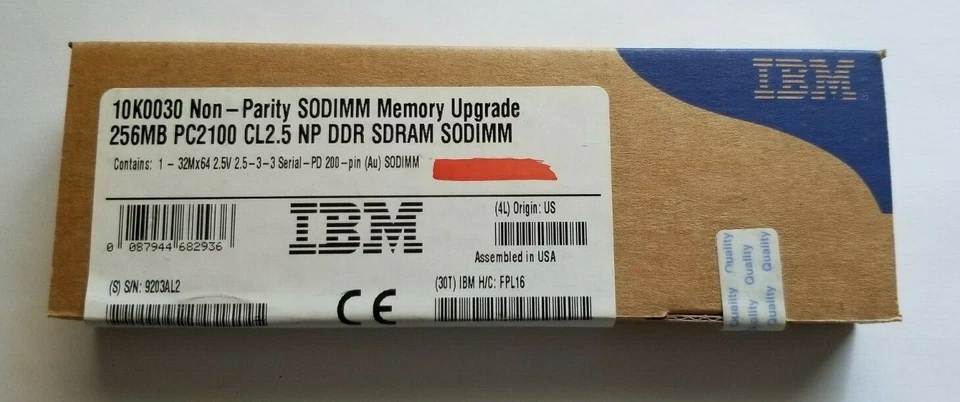 IBM
10K0030 Non-Parity SODIMM Memory Upgrade
256MB PC2100 CL2.5 NP DDR SDRAM SODIMM
Contains: 1 - 32Mx64 2.5V 2.5-3-3 Serial-PD 200-pin (Au) SODIMM
0 087944 682936
IBM
(4L) Origin: US
Assembled in USA
(S) S/N: 9203AL2
CE
(30T) IBM H/C: FPL16
Quality Quality
Quality
Quality Quality